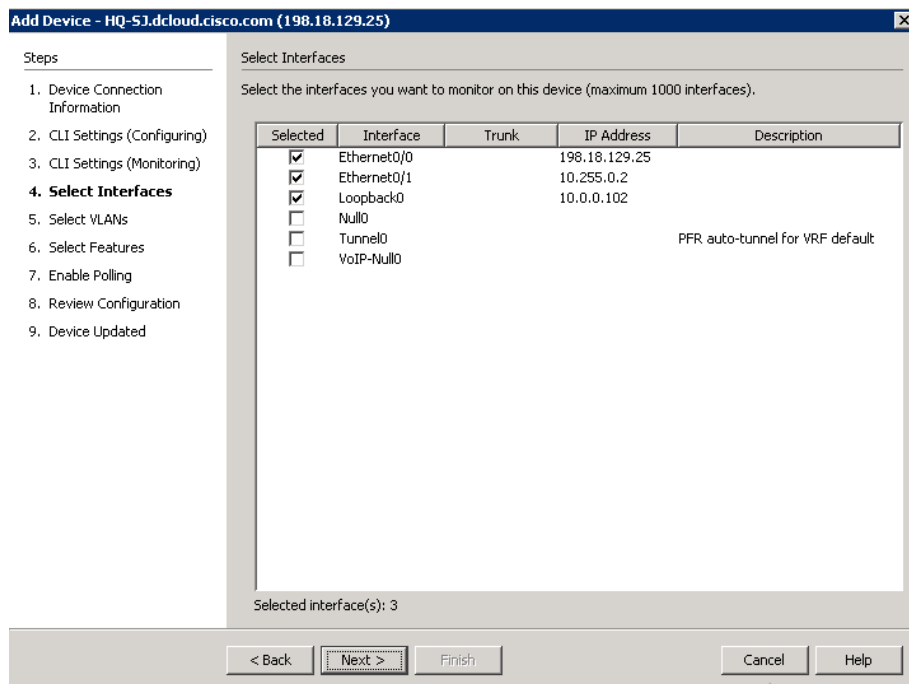 Add Device - HQ-SJ.dcloud.cisco.com (198.18.129.25)
Steps
1. Device Connection
Information
2. CLI Settings (Configuring)
3. CLI Settings (Monitoring)
4. Select Interfaces
5. Select VLANs
6. Select Features
7. Enable Polling
8. Review Configuration
9. Device Updated
Select Interfaces
Select the interfaces you want to monitor on this device (maximum 1000 interfaces).
Selected Interface Trunk IP Address Description
Ethernet0/0 198.18.129.25
Ethernet0/1 10.255.0.2
Loopback0 10.0.0.102
Null0
Tunnel0 PFR auto-tunnel for VRF default
VoIP-Null0
Selected interface(s): 3
< Back Next > Finish Cancel Help